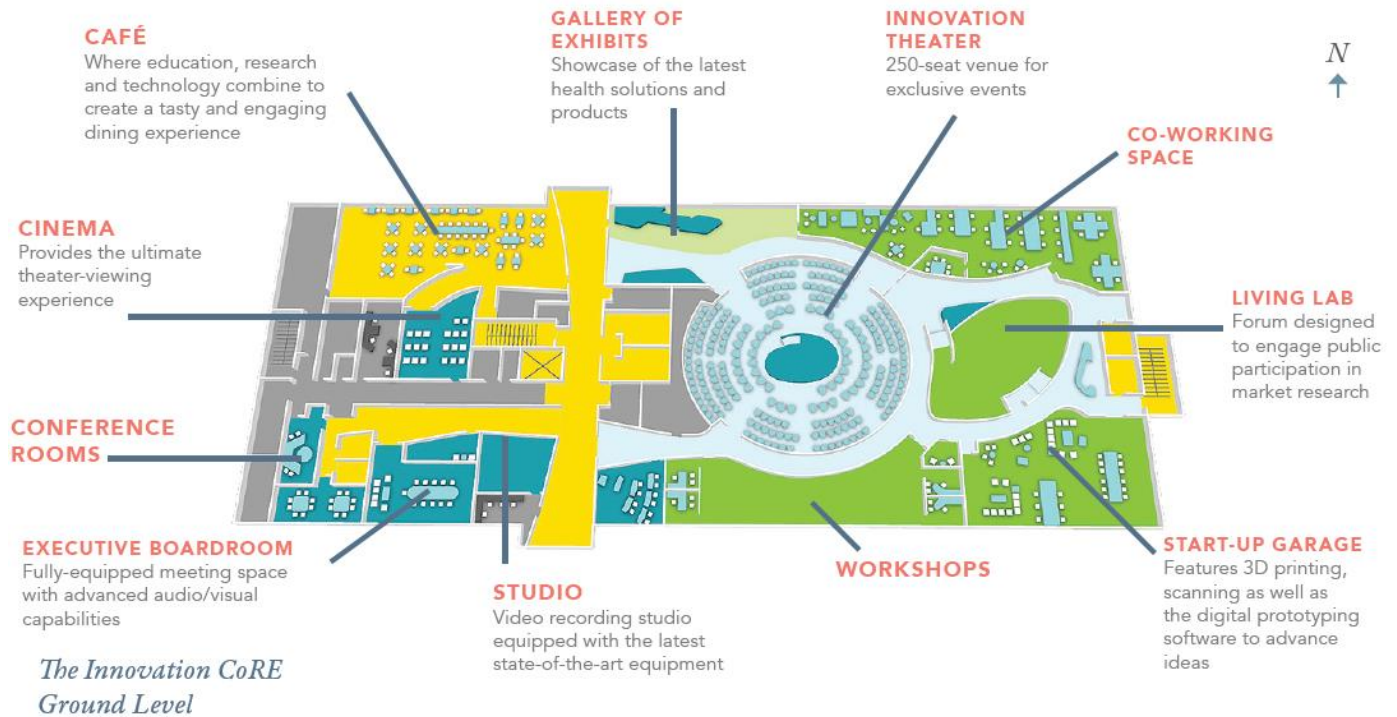 CAFÉ
Where education, research
and technology combine to
create a tasty and engaging
dining experience
GALLERY OF
EXHIBITS
Showcase of the latest
health solutions and
products
INNOVATION
THEATER
250-seat venue for
exclusive events
N
CO-WORKING
SPACE
CINEMA
Provides the ultimate
theater-viewing
experience
LIVING LAB
Forum designed
to engage public
participation in
market research
CONFERENCE
ROOMS
EXECUTIVE BOARDROOM
Fully-equipped meeting space
with advanced audio/visual
capabilities
STUDIO
Video recording studio
equipped with the latest
state-of-the-art equipment
WORKSHOPS
START-UP GARAGE
Features 3D printing,
scanning as well as
the digital prototyping
software to advance
ideas
The Innovation CoRE
Ground Level